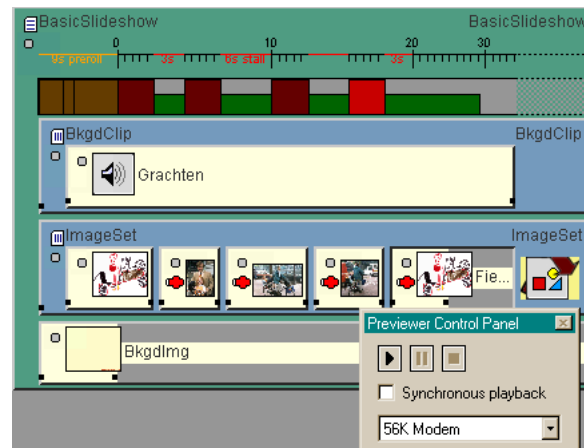 BasicSlideshow BasicSlideshow
0 10 20 30
9s preroll 3s 6s stall 3s
BkgdClip BkgdClip
Grachten
ImageSet ImageSet
Fie...
BkgdImg
Previewer Control Panel
Synchronous playback
56K Modem